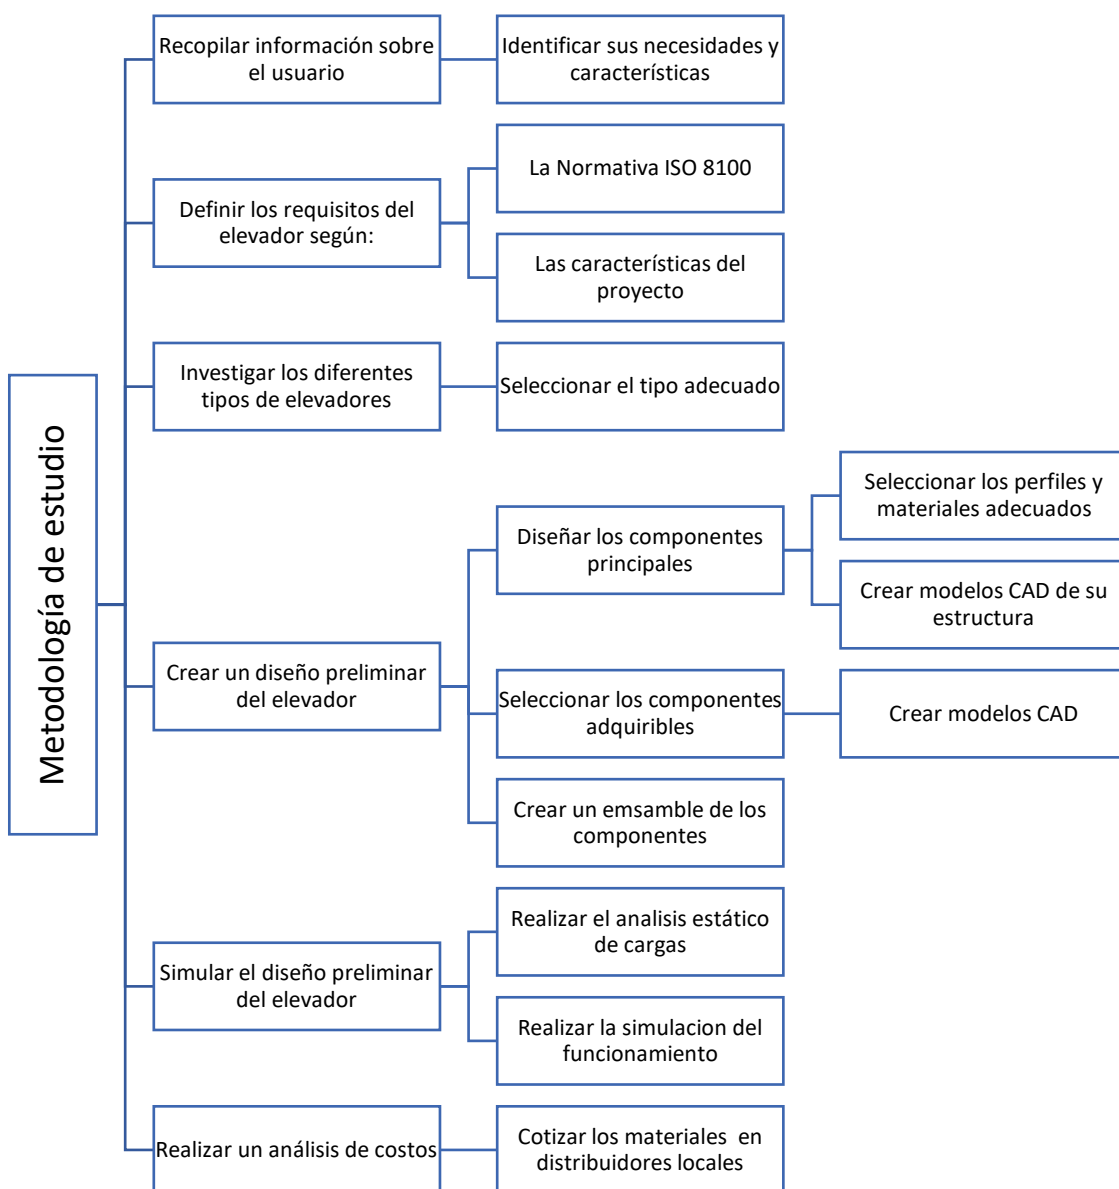 Metodología de estudio
Recopilar información sobre
el usuario
Identificar sus necesidades y
características
Definir los requisitos del
elevador según:
La Normativa ISO 8100
Las características del
proyecto
Investigar los diferentes
tipos de elevadores
Seleccionar el tipo adecuado
Crear un diseño preliminar
del elevador
Diseñar los componentes
principales
Seleccionar los perfiles y
materiales adecuados
Crear modelos CAD de su
estructura
Seleccionar los componentes
adquiribles
Crear modelos CAD
Crear un emsamble de los
componentes
Simular el diseño preliminar
del elevador
Realizar el analisis estático
de cargas
Realizar la simulacion del
funcionamiento
Realizar un análisis de costos
Cotizar los materiales  en
distribuidores locales